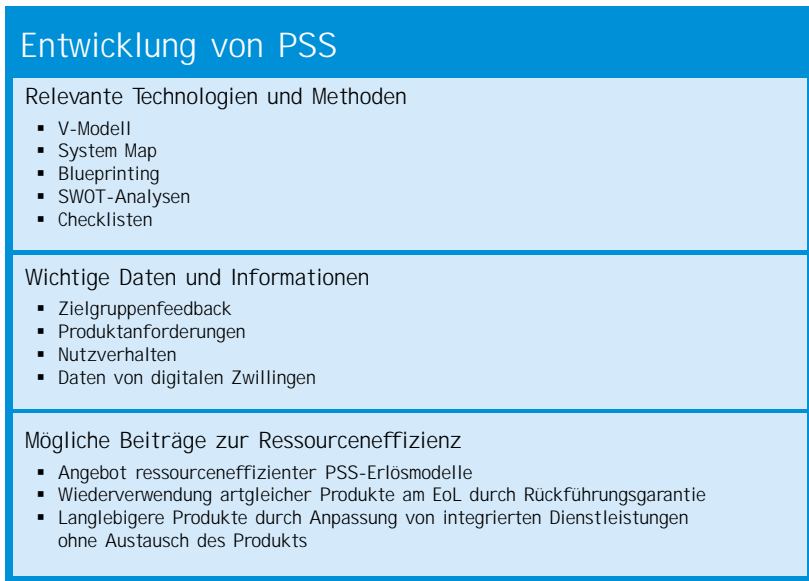 Entwicklung von PSS
Relevante Technologien und Methoden
▪ V-Modell
▪ System Map
▪ Blueprinting
▪ SWOT-Analysen
▪ Checklisten
Wichtige Daten und Informationen
▪ Zielgruppenfeedback
▪ Produktanforderungen
▪ Nutzverhalten
▪ Daten von digitalen Zwillingen
Mögliche Beiträge zur Ressourceneffizienz
▪ Angebot ressourceneffizienter PSS-Erlösmodelle
▪ Wiederverwendung artgleicher Produkte am EoL durch Rückführungsgarantie
▪ Langlebigere Produkte durch Anpassung von integrierten Dienstleistungen
ohne Austausch des Produkts